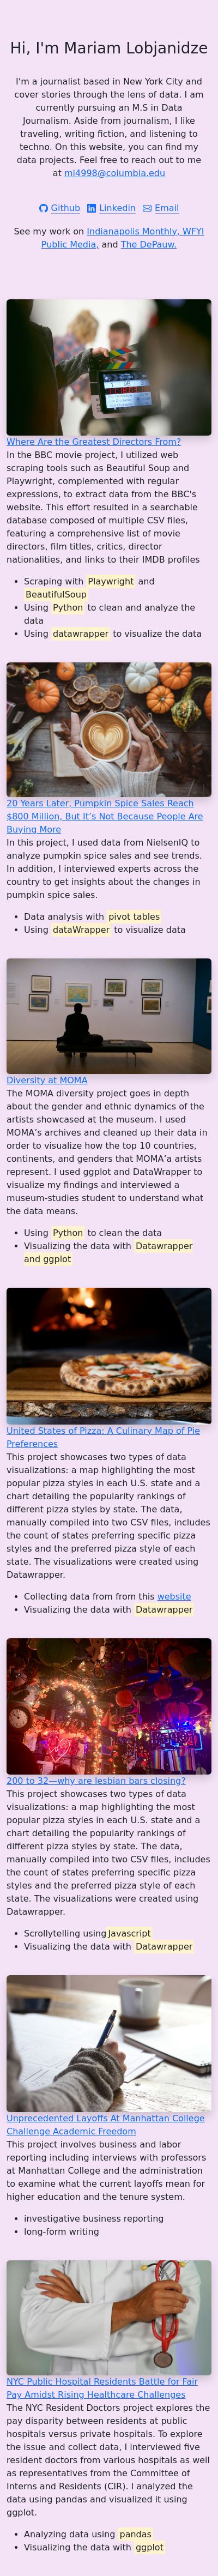 Hi, I'm Mariam Lobjanidze
I'm a journalist based in New York City and
cover stories through the lens of data. I am
currently pursuing an M.S in Data
Journalism. Aside from journalism, I like
traveling, writing fiction, and listening to
techno. On this website, you can find my
data projects. Feel free to reach out to me
at ml4998@columbia.edu
Github Linkedin Email
See my work on Indianapolis Monthly, WFYI
Public Media, and The DePauw.
Where Are the Greatest Directors From?
In the BBC movie project, I utilized web
scraping tools such as Beautiful Soup and
Playwright, complemented with regular
expressions, to extract data from the BBC's
website. This effort resulted in a searchable
database composed of multiple CSV files,
featuring a comprehensive list of movie
directors, film titles, critics, director
nationalities, and links to their IMDB profiles
• Scraping with Playwright and
BeautifulSoup
• Using Python to clean and analyze the
data
• Using datawrapper to visualize the data
20 Years Later, Pumpkin Spice Sales Reach
$800 Million, But It's Not Because People Are
Buying More
In this project, I used data from NielsenIQ to
analyze pumpkin spice sales and see trends.
In addition, I interviewed experts across the
country to get insights about the changes in
pumpkin spice sales.
• Data analysis with pivot tables
• Using dataWrapper to visualize data
Diversity at MOMA
The MOMA diversity project goes in depth
about the gender and ethnic dynamics of the
artists showcased at the museum. I used
MOMA's archives and cleaned up their data in
order to visualize how the top 10 countries,
continents, and genders that MOMA'a artists
represent. I used ggplot and DataWrapper to
visualize my findings and interviewed a
museum-studies student to understand what
the data means.
• Using Python to clean the data
• Visualizing the data with Datawrapper
and ggplot
United States of Pizza: A Culinary Map of Pie
Preferences
This project showcases two types of data
visualizations: a map highlighting the most
popular pizza styles in each U.S. state and a
chart detailing the popularity rankings of
different pizza styles by state. The data,
manually compiled into two CSV files, includes
the count of states preferring specific pizza
styles and the preferred pizza style of each
state. The visualizations were created using
Datawrapper.
• Collecting data from from this website
• Visualizing the data with Datawrapper
200 to 32—why are lesbian bars closing?
This project showcases two types of data
visualizations: a map highlighting the most
popular pizza styles in each U.S. state and a
chart detailing the popularity rankings of
different pizza styles by state. The data,
manually compiled into two CSV files, includes
the count of states preferring specific pizza
styles and the preferred pizza style of each
state. The visualizations were created using
Datawrapper.
• Scrollytelling using Javascript
• Visualizing the data with Datawrapper
Unprecedented Layoffs At Manhattan College
Challenge Academic Freedom
This project involves business and labor
reporting including interviews with professors
at Manhattan College and the administration
to examine what the current layoffs mean for
higher education and the tenure system.
• investigative business reporting
• long-form writing
NYC Public Hospital Residents Battle for Fair
Pay Amidst Rising Healthcare Challenges
The NYC Resident Doctors project explores the
pay disparity between residents at public
hospitals versus private hospitals. To explore
the issue and collect data, I interviewed five
resident doctors from various hospitals as well
as representatives from the Committee of
Interns and Residents (CIR). I analyzed the
data using pandas and visualized it using
ggplot.
• Analyzing data using pandas
• Visualizing the data with ggplot